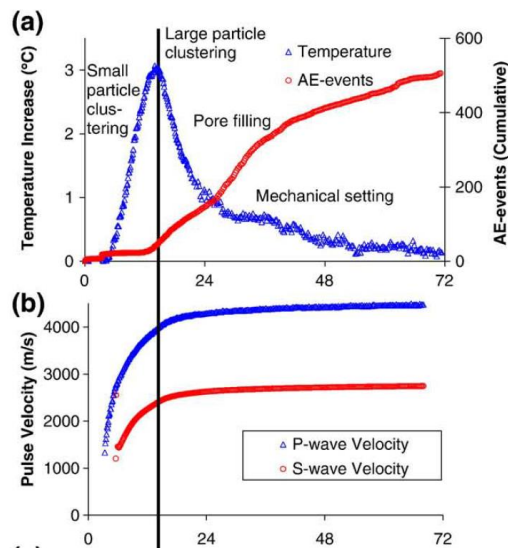 (a)
Large particle
clustering
Temperature
AE-events
Small
particle
clus-
tering
Pore filling
Mechanical setting
Temperature Increase (°C)
3
2
1
0
AE-events (Cumulative)
600
400
200
0
0 24 48 72
(b)
Pulse Velocity (m/s)
4000
3000
2000
1000
0
P-wave Velocity
S-wave Velocity
0 24 48 72